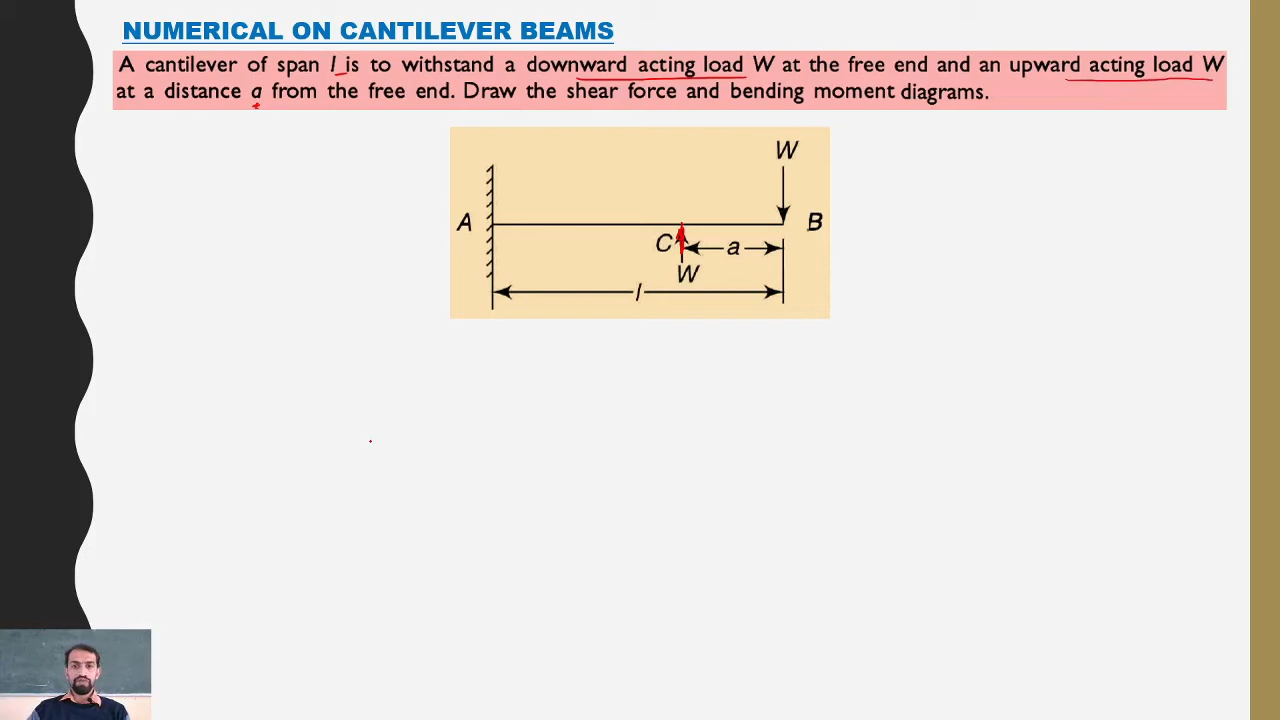 NUMERICAL ON CANTILEVER BEAMS
A cantilever of span l is to withstand a downward acting load W at the free end and an upward acting load W
at a distance a from the free end. Draw the shear force and bending moment diagrams.
W
A
B
C
a
W
l